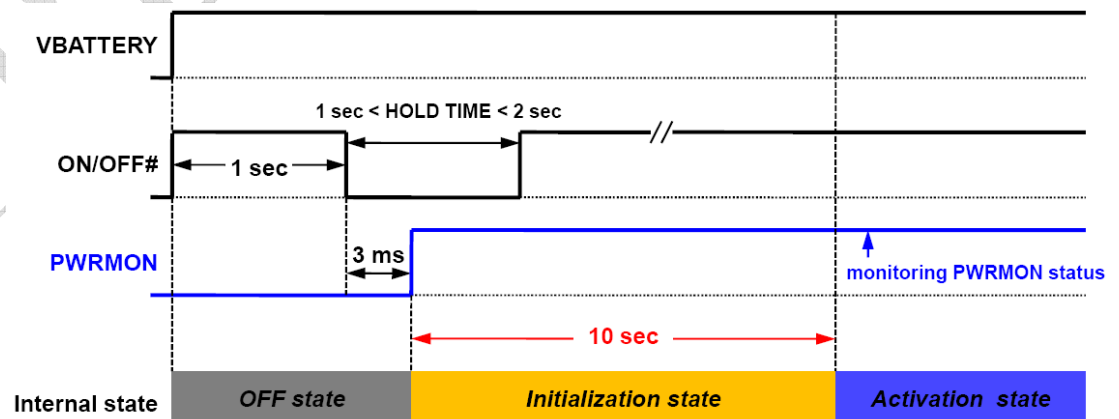 VBATTERY
1 sec < HOLD TIME < 2 sec
ON/OFF#
1 sec
//
PWRMON
3 ms
monitoring PWRMON status
10 sec
Internal state
OFF state
Initialization state
Activation state